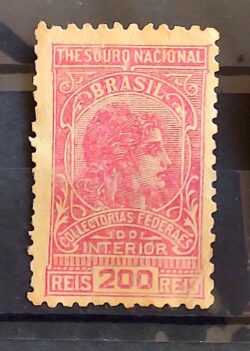 THESOURO NACIONAL
BRASIL
COLLECTORIAS FEDERAES
DO
INTERIOR
REIS 200 REIS